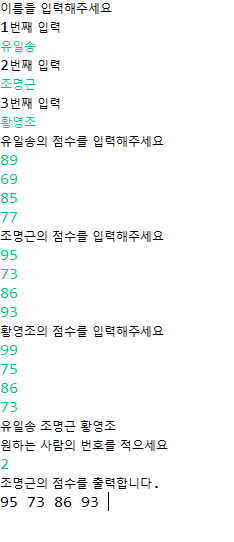 이름을 입력해주세요
1번째 입력
유일송
2번째 입력
조명근
3번째 입력
황영조
유일송의 점수를 입력해주세요
89
69
85
77
조명근의 점수를 입력해주세요
95
73
86
93
황영조의 점수를 입력해주세요
99
75
86
73
유일송 조명근 황영조
원하는 사람의 번호를 적으세요
2
조명근의 점수를 출력합니다.
95 73 86 93